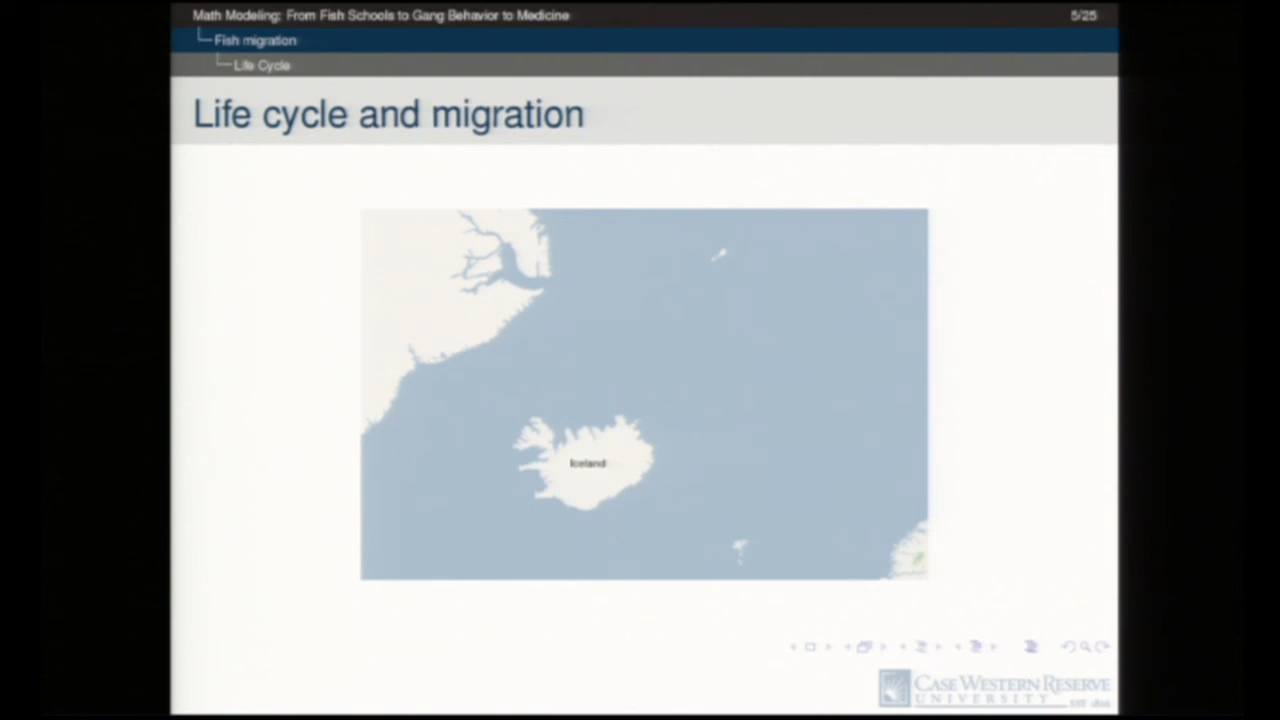 Math Modeling: From Fish Schools to Gang Behavior to Medicine 5/25
Fish migration
Life Cycle
Life cycle and migration
Iceland
CASE WESTERN RESERVE
UNIVERSITY EST. 1826